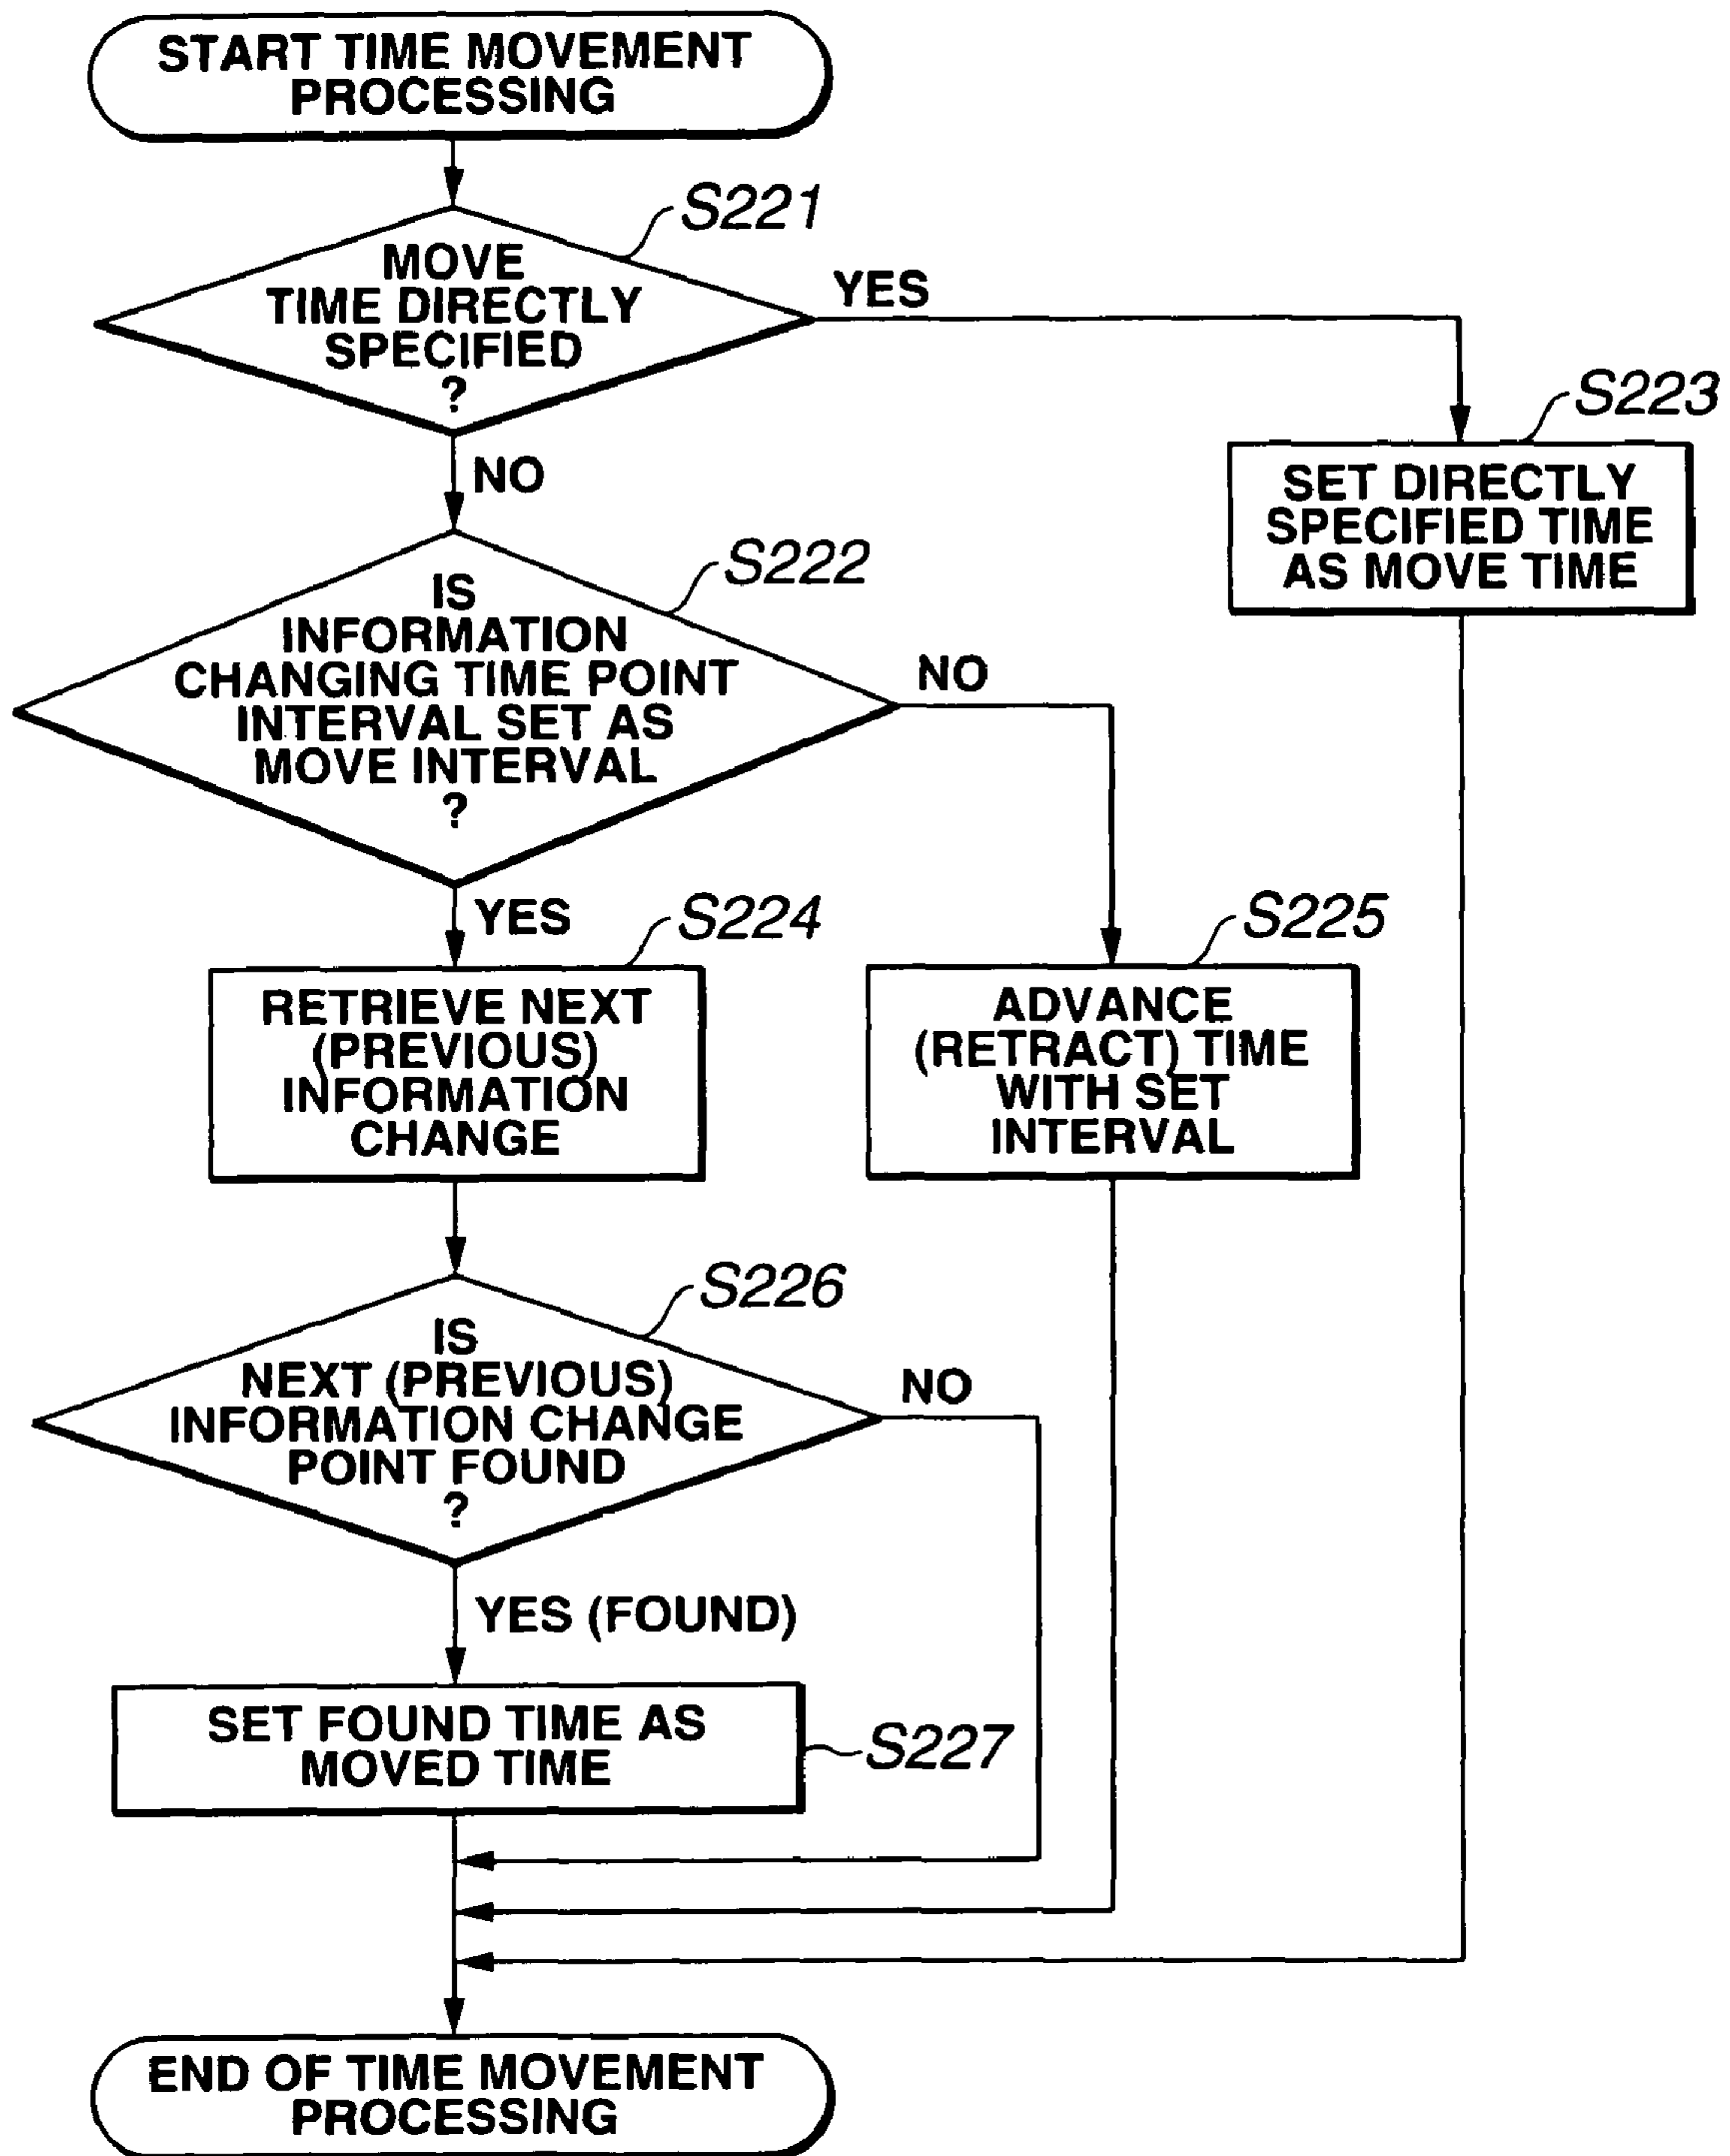 START TIME MOVEMENT
PROCESSING
S221
MOVE
TIME DIRECTLY
SPECIFIED
?
YES
NO
S223
SET DIRECTLY
SPECIFIED TIME
AS MOVE TIME
S222
IS
INFORMATION
CHANGING TIME POINT
INTERVAL SET AS
MOVE INTERVAL
?
NO
YES
S224
RETRIEVE NEXT
(PREVIOUS)
INFORMATION
CHANGE
S225
ADVANCE
(RETRACT) TIME
WITH SET
INTERVAL
S226
IS
NEXT (PREVIOUS)
INFORMATION CHANGE
POINT FOUND
?
NO
YES (FOUND)
SET FOUND TIME AS
MOVED TIME
S227
END OF TIME MOVEMENT
PROCESSING